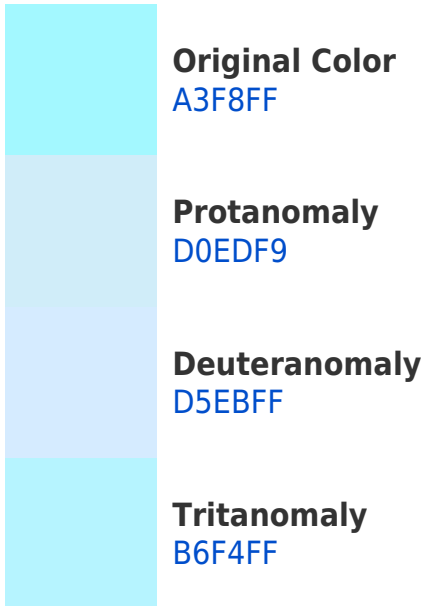 Original Color
A3F8FF
Protanomaly
D0EDF9
Deuteranomaly
D5EBFF
Tritanomaly
B6F4FF